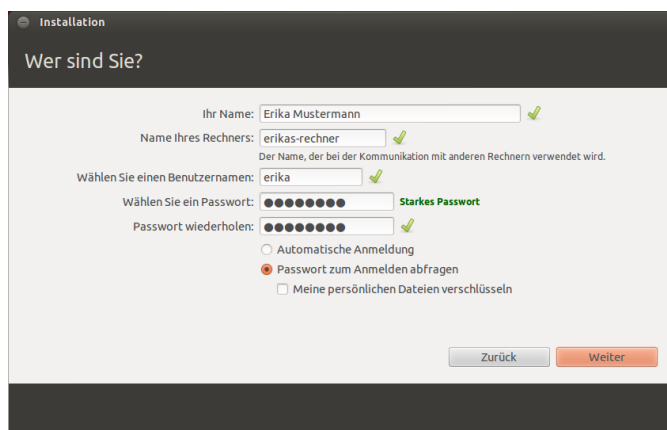 Installation
Wer sind Sie?
Ihr Name: Erika Mustermann
Name Ihres Rechners: erikas-rechner
Der Name, der bei der Kommunikation mit anderen Rechnern verwendet wird.
Wählen Sie einen Benutzernamen: erika
Wählen Sie ein Passwort: ●●●●●●●● Starkes Passwort
Passwort wiederholen: ●●●●●●●●
Automatische Anmeldung
Passwort zum Anmelden abfragen
Meine persönlichen Dateien verschlüsseln
Zurück Weiter